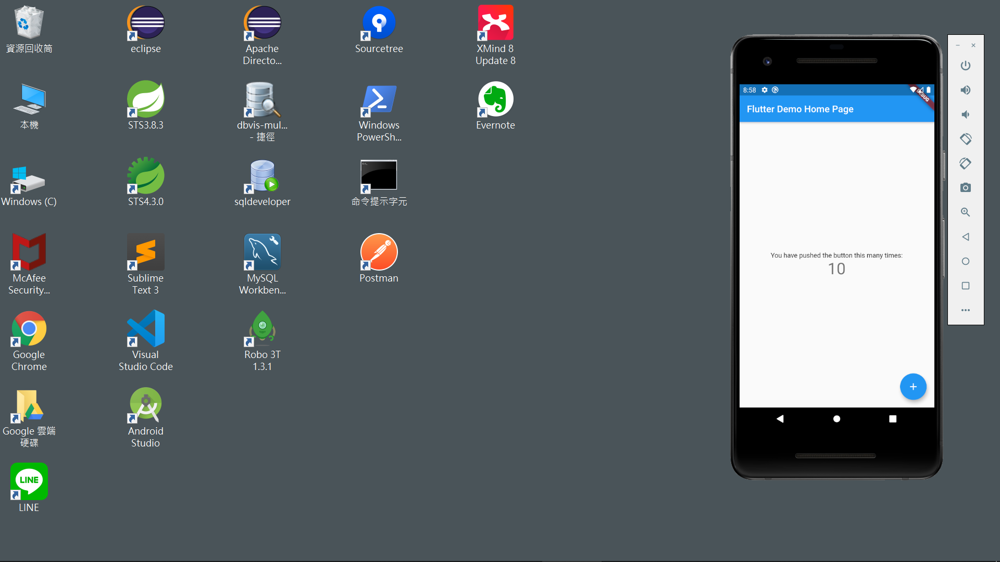 資源回收筒
eclipse
Apache
Directo...
Sourcetree
XMind 8
Update 8
本機
STS3.8.3
dbvis-mul...
- 捷徑
Windows
PowerSh...
Evernote
Windows (C)
STS4.3.0
sqldeveloper
命令提示字元
McAfee
Security...
Sublime
Text 3
MySQL
Workben...
Postman
Google
Chrome
Visual
Studio Code
Robo 3T
1.3.1
Google 雲端
硬碟
Android
Studio
LINE
LINE
8:58
DEBUG
Flutter Demo Home Page
You have pushed the button this many times:
10